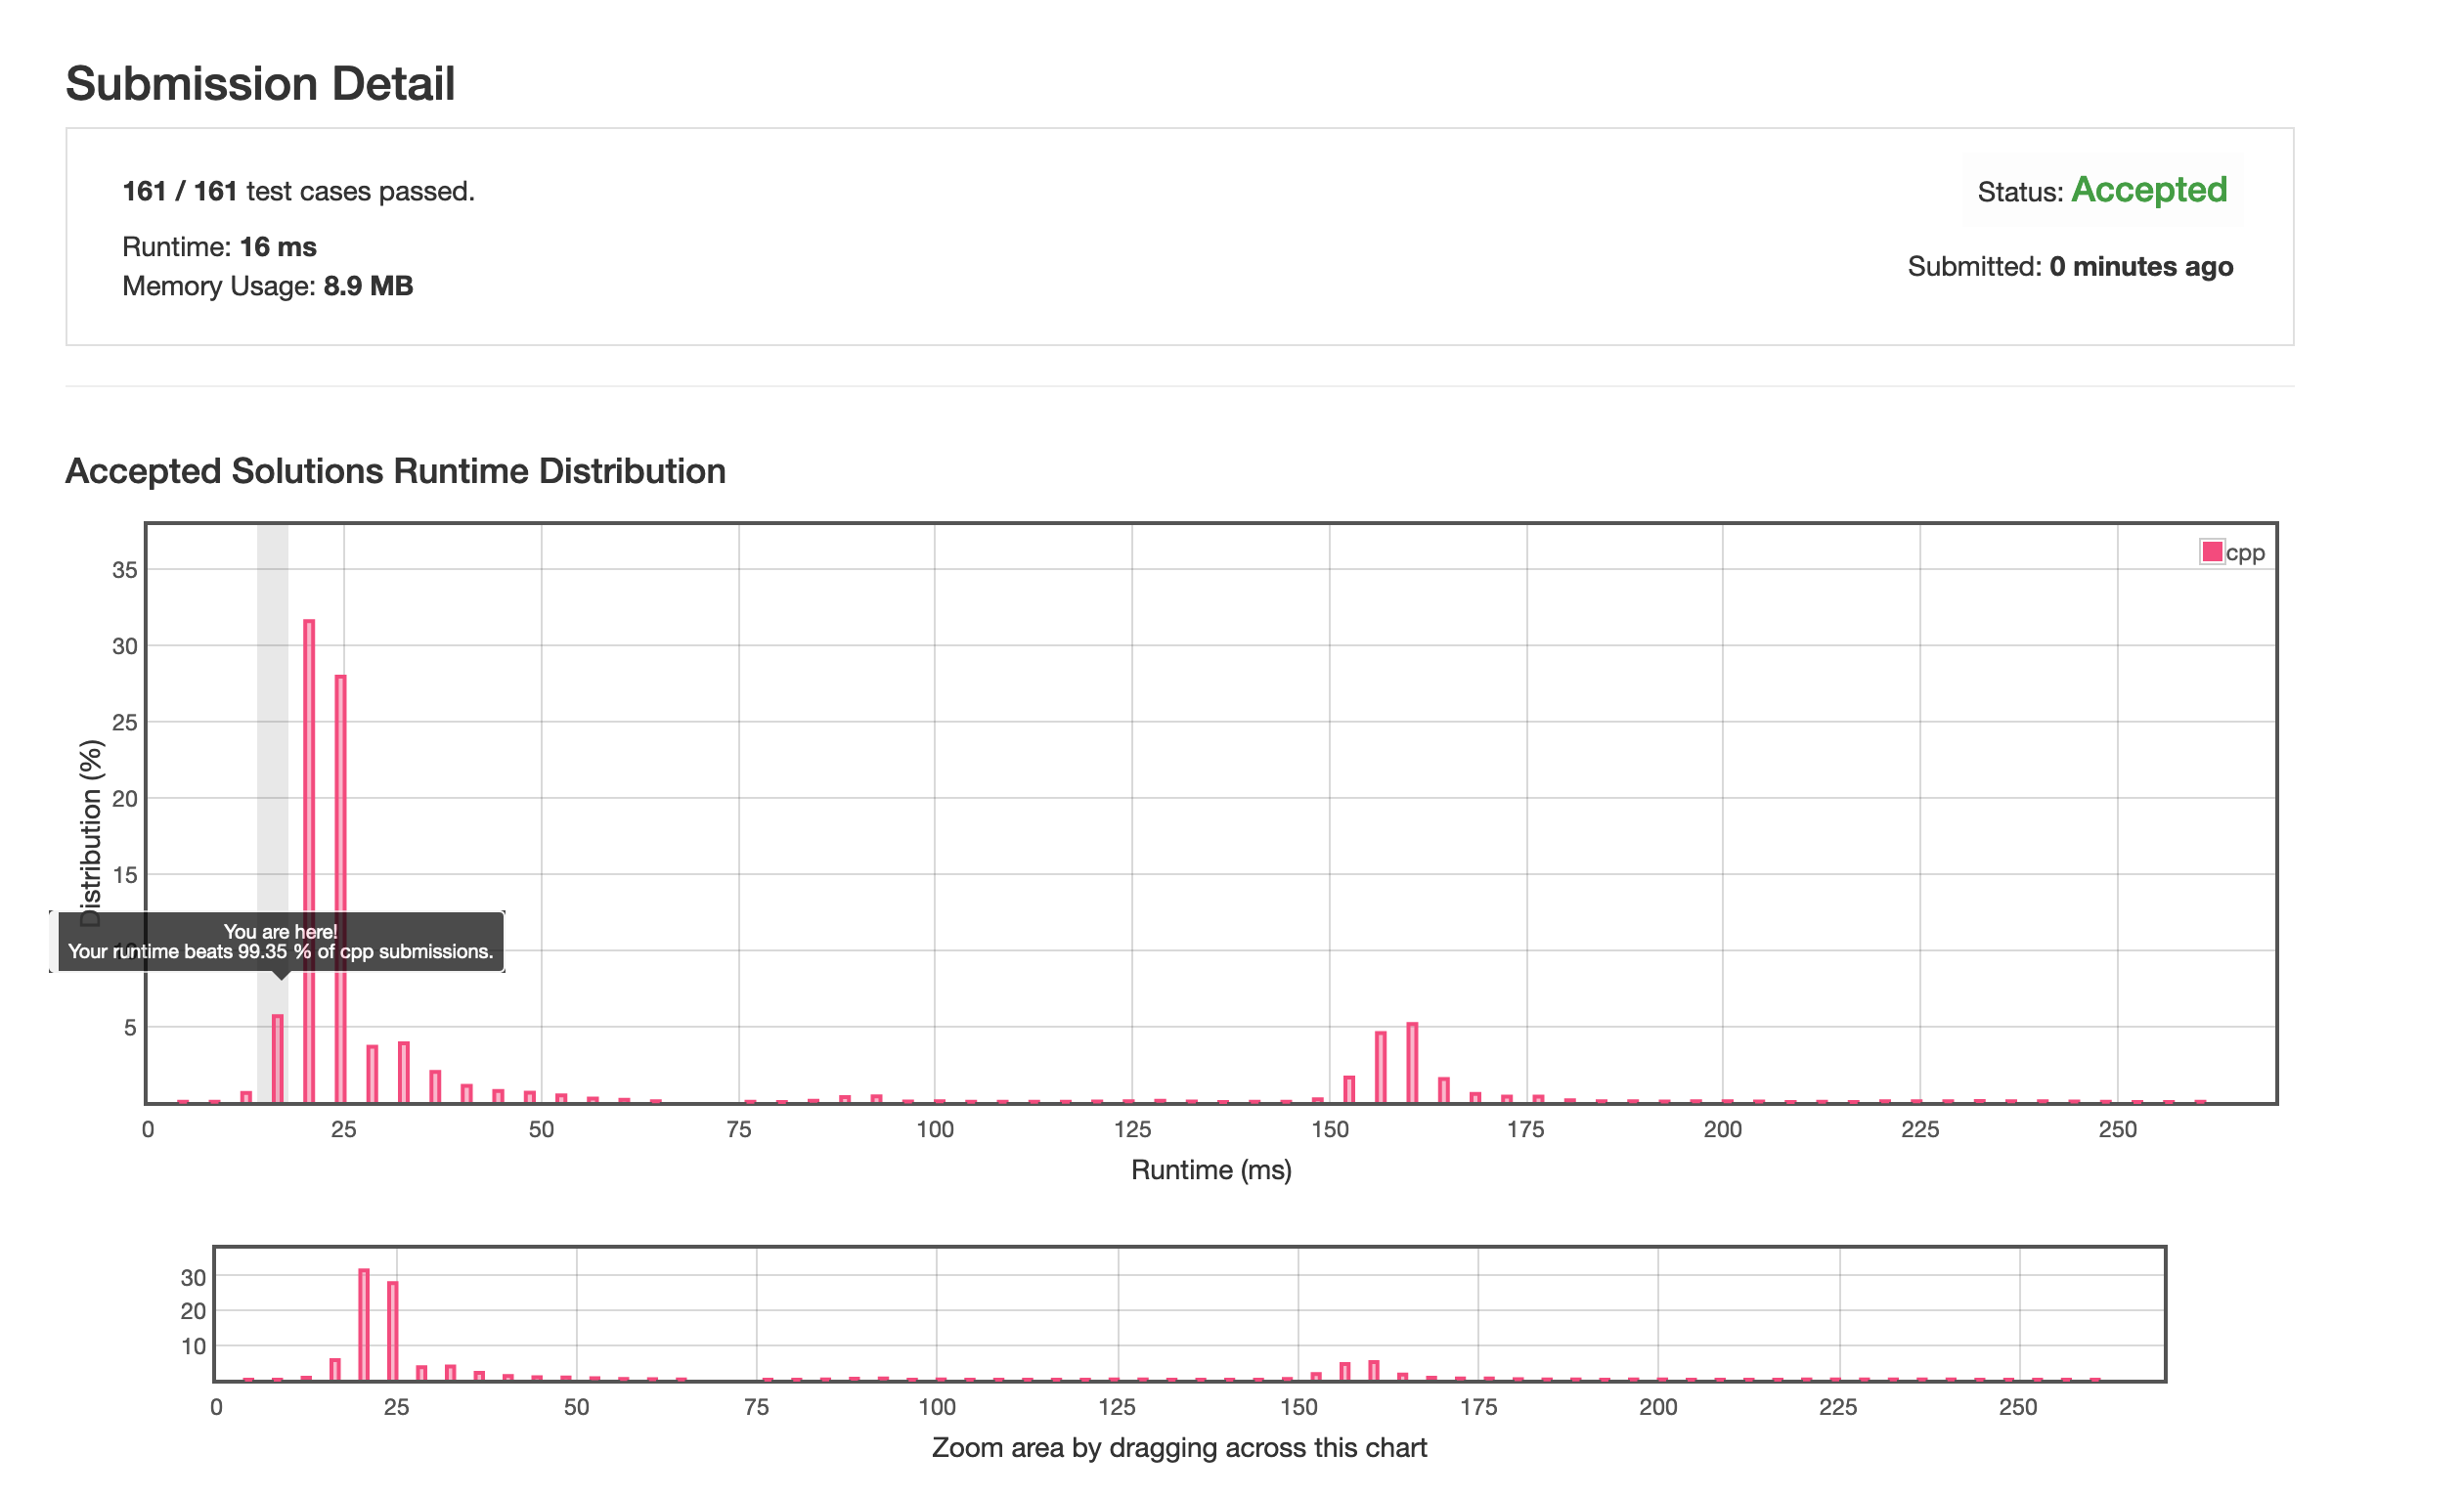 Submission Detail
161 / 161 test cases passed.
Status: Accepted
Runtime: 16 ms
Submitted: 0 minutes ago
Memory Usage: 8.9 MB
Accepted Solutions Runtime Distribution
cpp
35
30
25
20
15
10
5
Distribution (%)
You are here!
Your runtime beats 99.35 % of cpp submissions.
0 25 50 75 100 125 150 175 200 225 250
Runtime (ms)
30
20
10
0 25 50 75 100 125 150 175 200 225 250
Zoom area by dragging across this chart